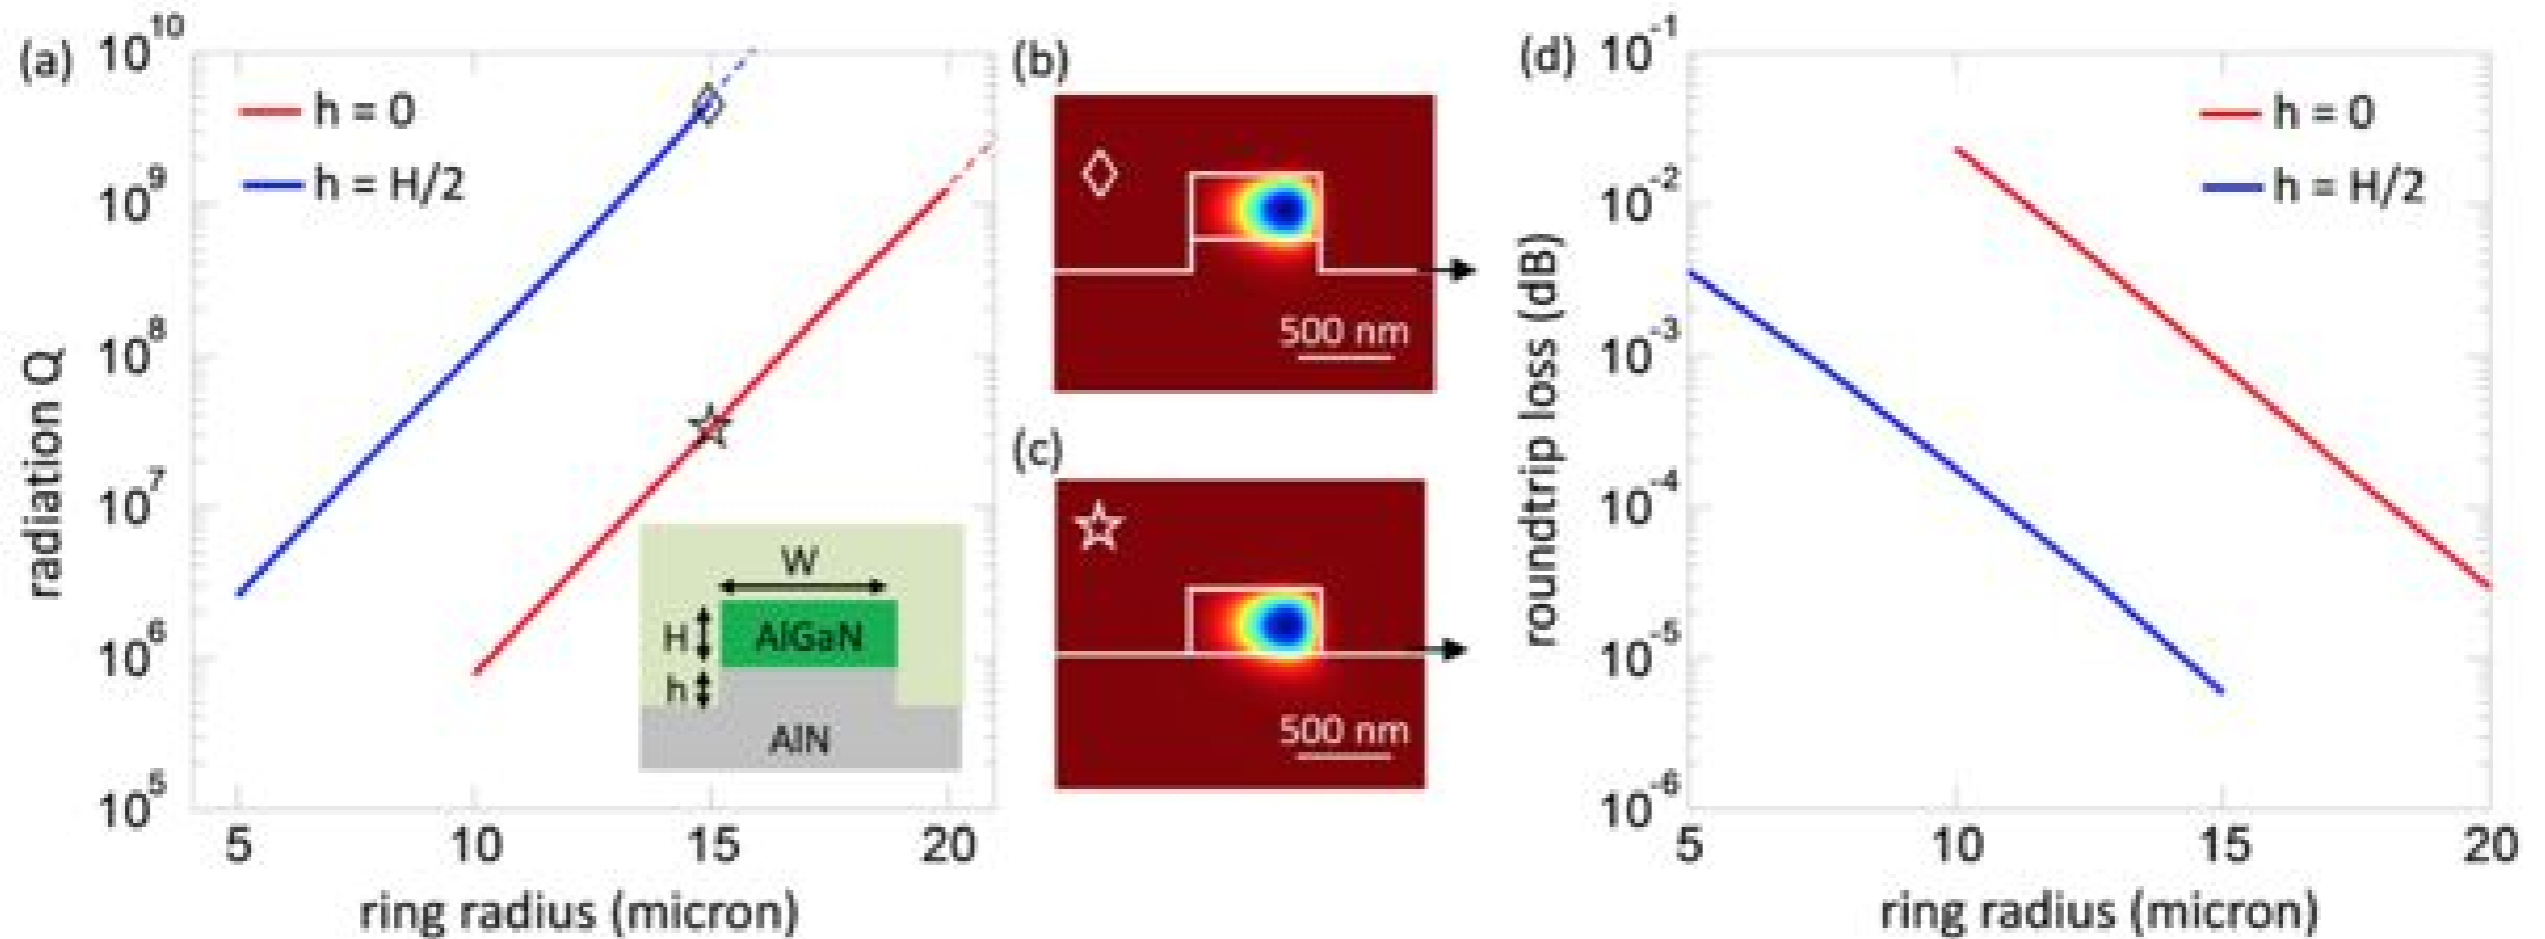 (a)
10^10
10^9
10^8
10^7
10^6
10^5
radiation Q
h = 0
h = H/2
W
H
AlGaN
h
AlN
5 10 15 20
ring radius (micron)
(b)
500 nm
(c)
500 nm
(d)
10^-1
10^-2
10^-3
10^-4
10^-5
10^-6
roundtrip loss (dB)
h = 0
h = H/2
5 10 15 20
ring radius (micron)